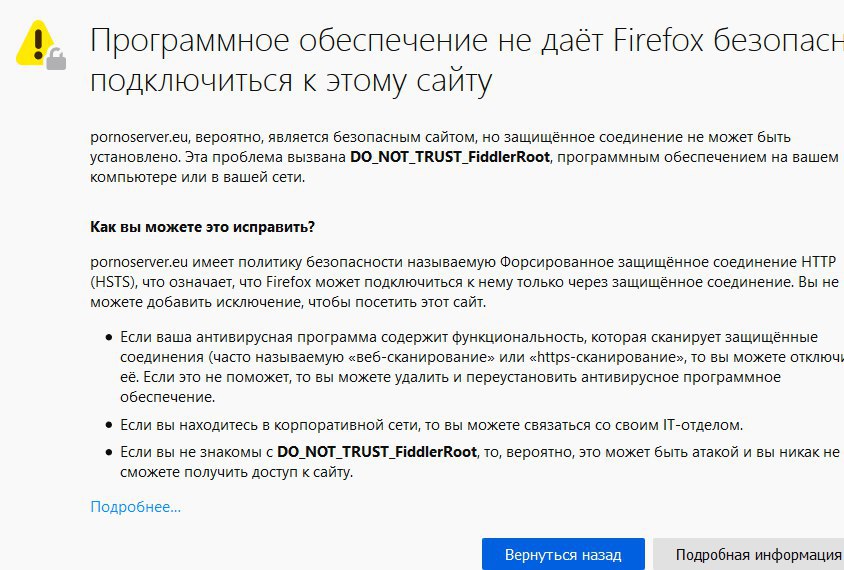 Программное обеспечение не даёт Firefox безопасн
подключиться к этому сайту
pornoserver.eu, вероятно, является безопасным сайтом, но защищённое соединение не может быть
установлено. Эта проблема вызвана DO_NOT_TRUST_FiddlerRoot, программным обеспечением на вашем
компьютере или в вашей сети.
Как вы можете это исправить?
pornoserver.eu имеет политику безопасности называемую Форсированное защищённое соединение HTTP
(HSTS), что означает, что Firefox может подключиться к нему только через защищённое соединение. Вы не
можете добавить исключение, чтобы посетить этот сайт.
• Если ваша антивирусная программа содержит функциональность, которая сканирует защищённые
соединения (часто называемую «веб-сканирование» или «https-сканирование», то вы можете отключи
её. Если это не поможет, то вы можете удалить и переустановить антивирусное программное
обеспечение.
• Если вы находитесь в корпоративной сети, то вы можете связаться со своим IT-отделом.
• Если вы не знакомы с DO_NOT_TRUST_FiddlerRoot, то, вероятно, это может быть атакой и вы никак не
сможете получить доступ к сайту.
Подробнее…
Вернуться назад
Подробная информация